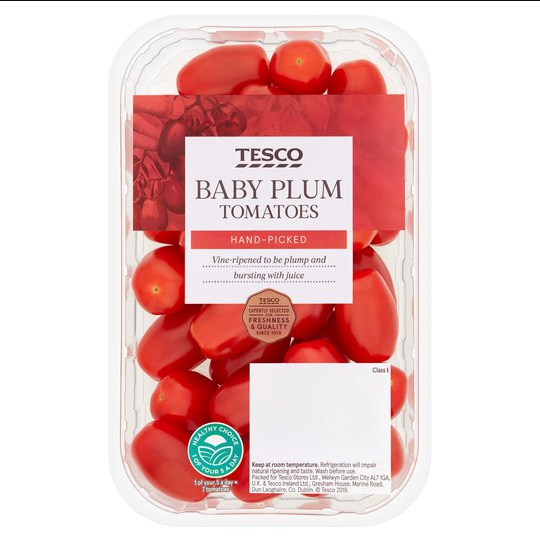 TESCO
BABY PLUM
TOMATOES
HAND-PICKED
Vine-ripened to be plump and
bursting with juice
TESCO
EXPERTLY SELECTED
FOR
FRESHNESS
& QUALITY
SINCE 1919
Class I
HEALTHY CHOICE
1 OF YOUR 5 A DAY
1 of your 5 a day =
7 tomatoes
Keep at room temperature. Refrigeration will impair
natural ripening and taste. Wash before use.
Packed for Tesco Stores Ltd., Welwyn Garden City AL7 1GA,
U.K. & Tesco Ireland Ltd., Gresham House, Marine Road,
Dun Laoghaire, Co. Dublin. © Tesco 2019.